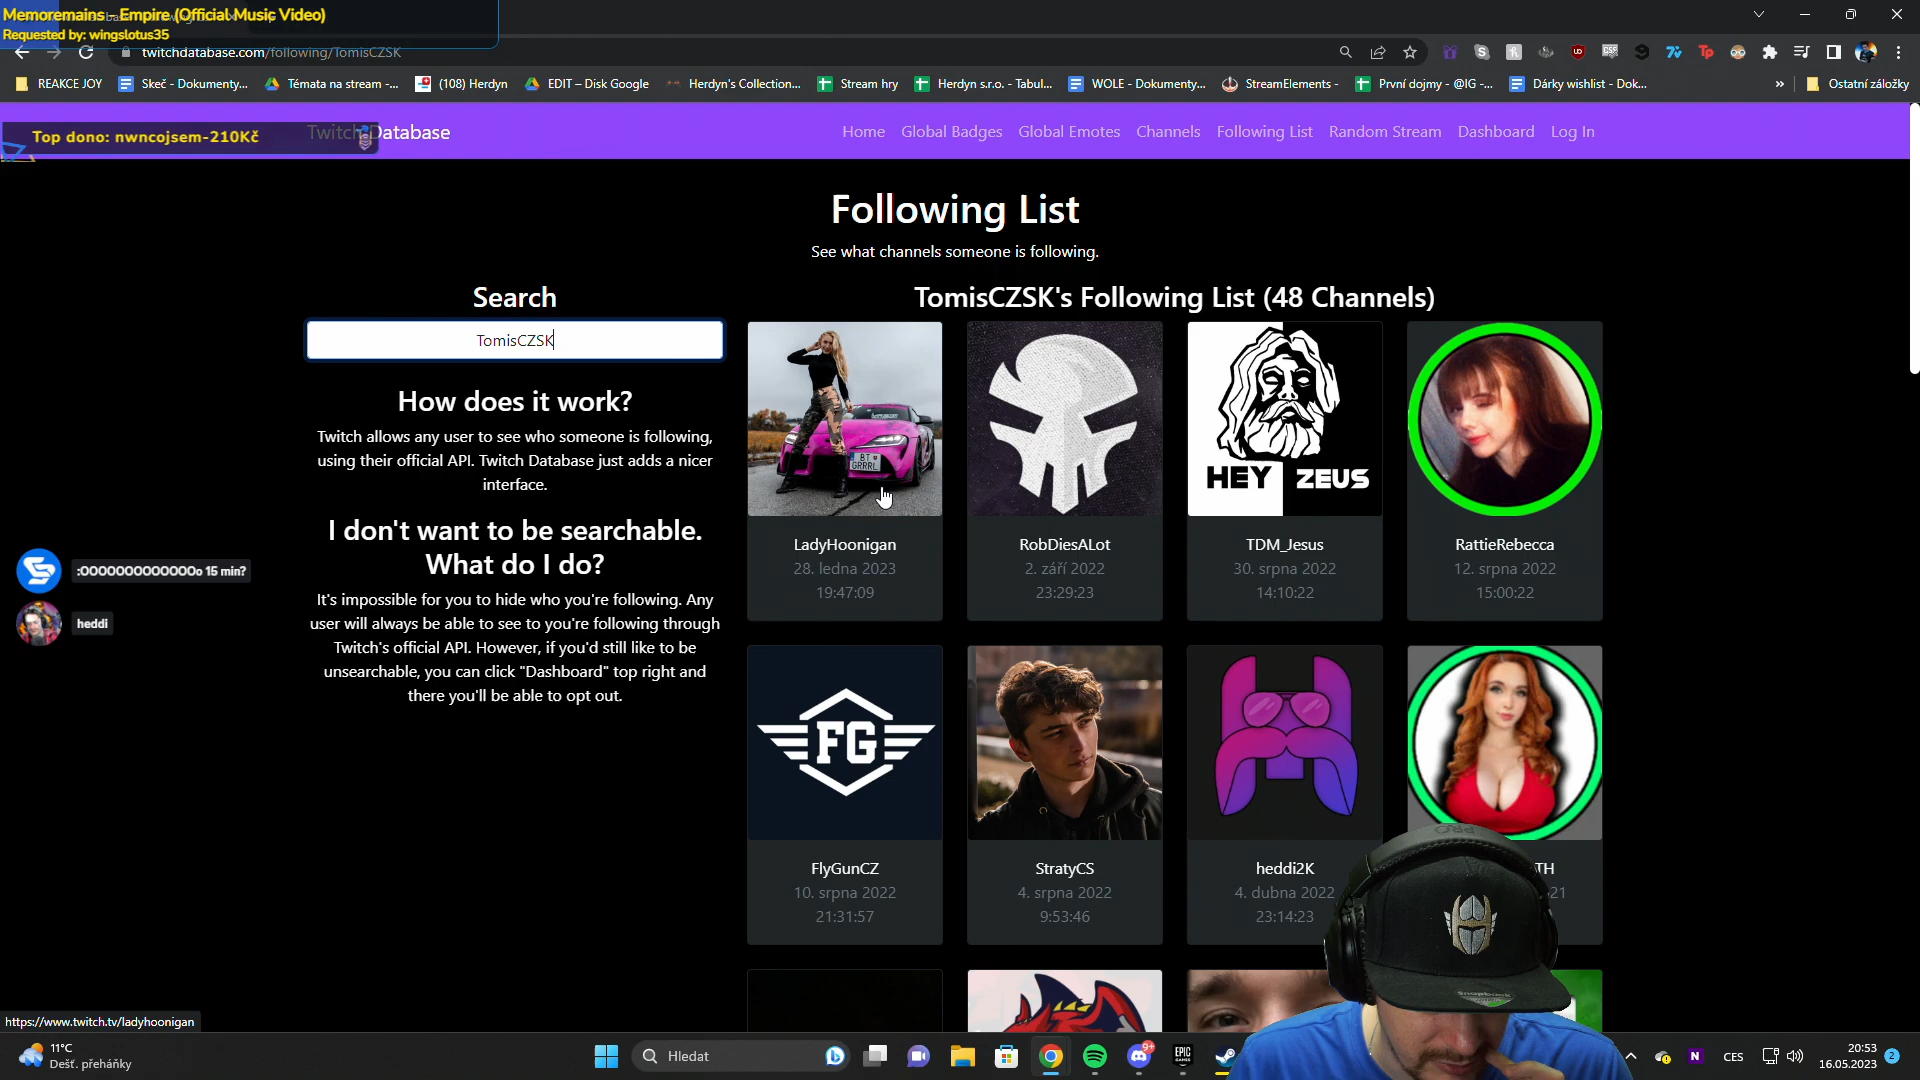 Memoremains - Empire (Official Music Video)
Requested by: wingslotus35
twitchdatabase.com/following/TomisCZSK
REAKCE JOY
Skeč - Dokumenty...
Témata na stream -...
(108) Herdyn
EDIT – Disk Google
Herdyn's Collection...
Stream hry
Herdyn s.r.o. - Tabul...
WOLE - Dokumenty...
StreamElements -
První dojmy - @IG -...
Dárky wishlist - Dok...
»
Ostatní záložky
Top dono: nwncojsem-210Kč
Twitch Database
Home
Global Badges
Global Emotes
Channels
Following List
Random Stream
Dashboard
Log In
Following List
See what channels someone is following.
Search
TomisCZSK
How does it work?
Twitch allows any user to see who someone is following,
using their official API. Twitch Database just adds a nicer
interface.
I don't want to be searchable.
What do I do?
It's impossible for you to hide who you're following. Any
user will always be able to see to you're following through
Twitch's official API. However, if you'd still like to be
unsearchable, you can click "Dashboard" top right and
there you'll be able to opt out.
TomisCZSK's Following List (48 Channels)
BT GRRRL
LadyHoonigan
28. ledna 2023
19:47:09
RobDiesALot
2. září 2022
23:29:23
HEY ZEUS
TDM_Jesus
30. srpna 2022
14:10:22
RattieRebecca
12. srpna 2022
15:00:22
FG
FlyGunCZ
10. srpna 2022
21:31:57
StratyCS
4. srpna 2022
9:53:46
heddi2K
4. dubna 2022
23:14:23
TH
21
:OOOOOOOOOOOOOo 15 min?
heddi
https://www.twitch.tv/ladyhoonigan
11°C
Dešť. přeháňky
Hledat
9+
EPIC
GAMES
N
CES
20:53
16.05.2023
2